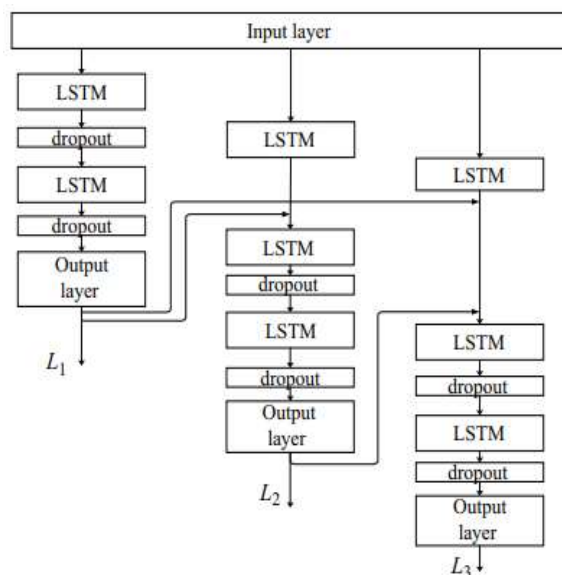 Input layer
LSTM
dropout
LSTM
dropout
Output
layer
L1
LSTM
LSTM
dropout
LSTM
dropout
Output
layer
L2
LSTM
LSTM
dropout
LSTM
dropout
Output
layer
L3